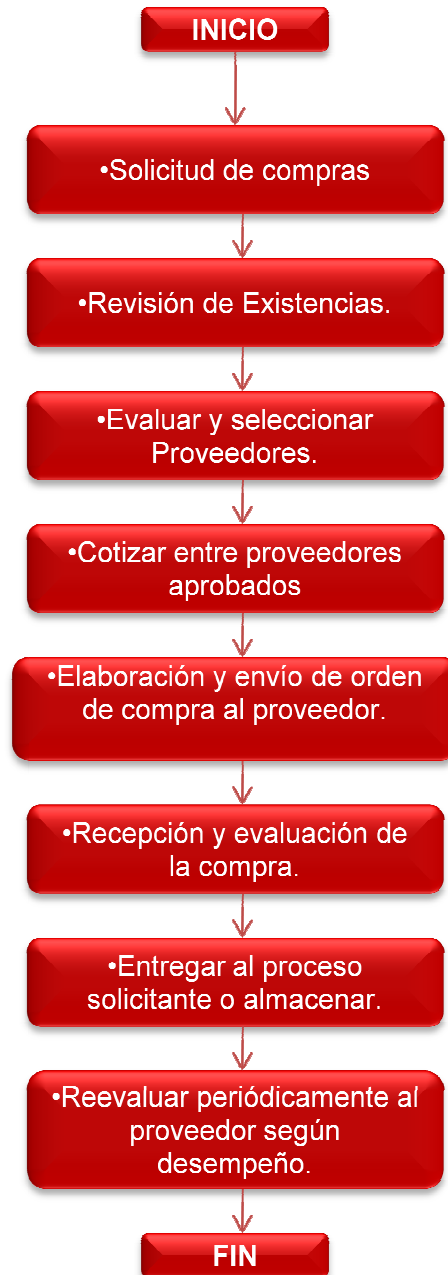 INICIO
•Solicitud de compras
•Revisión de Existencias.
•Evaluar y seleccionar
Proveedores.
•Cotizar entre proveedores
aprobados
•Elaboración y envío de orden
de compra al proveedor.
•Recepción y evaluación de
la compra.
•Entregar al proceso
solicitante o almacenar.
•Reevaluar periódicamente al
proveedor según
desempeño.
FIN